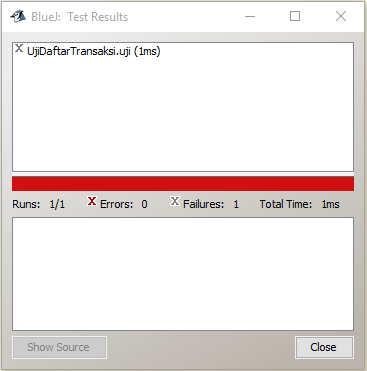 BlueJ: Test Results
X UjiDaftarTransaksi.uji (1ms)
Runs: 1/1 X Errors: 0 X Failures: 1 Total Time: 1ms
Show Source Close